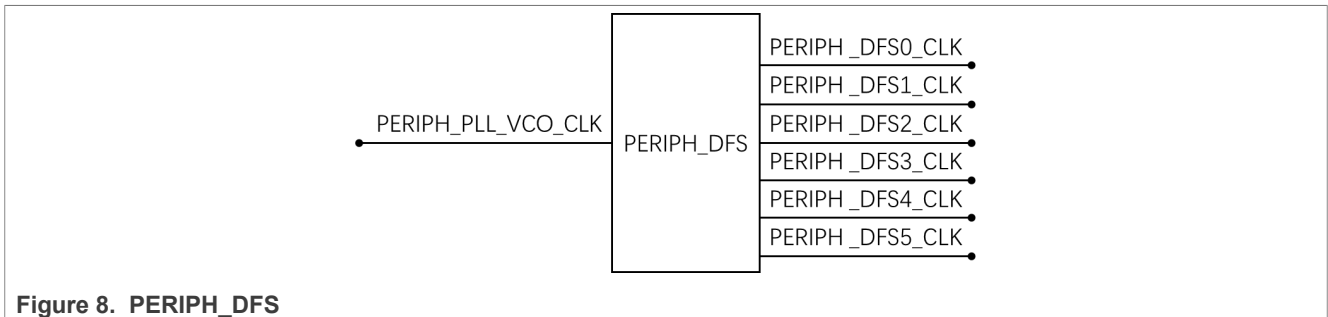 PERIPH_PLL_VCO_CLK
PERIPH_DFS
PERIPH _DFS0_CLK
PERIPH _DFS1_CLK
PERIPH _DFS2_CLK
PERIPH _DFS3_CLK
PERIPH _DFS4_CLK
PERIPH _DFS5_CLK
Figure 8. PERIPH_DFS